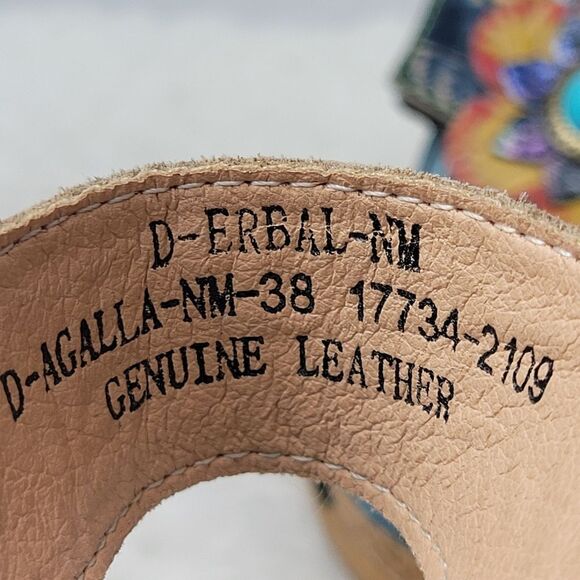 D-ERBAL-NM
D-AGALLA-NM-38 17734-2109
GENUINE LEATHER